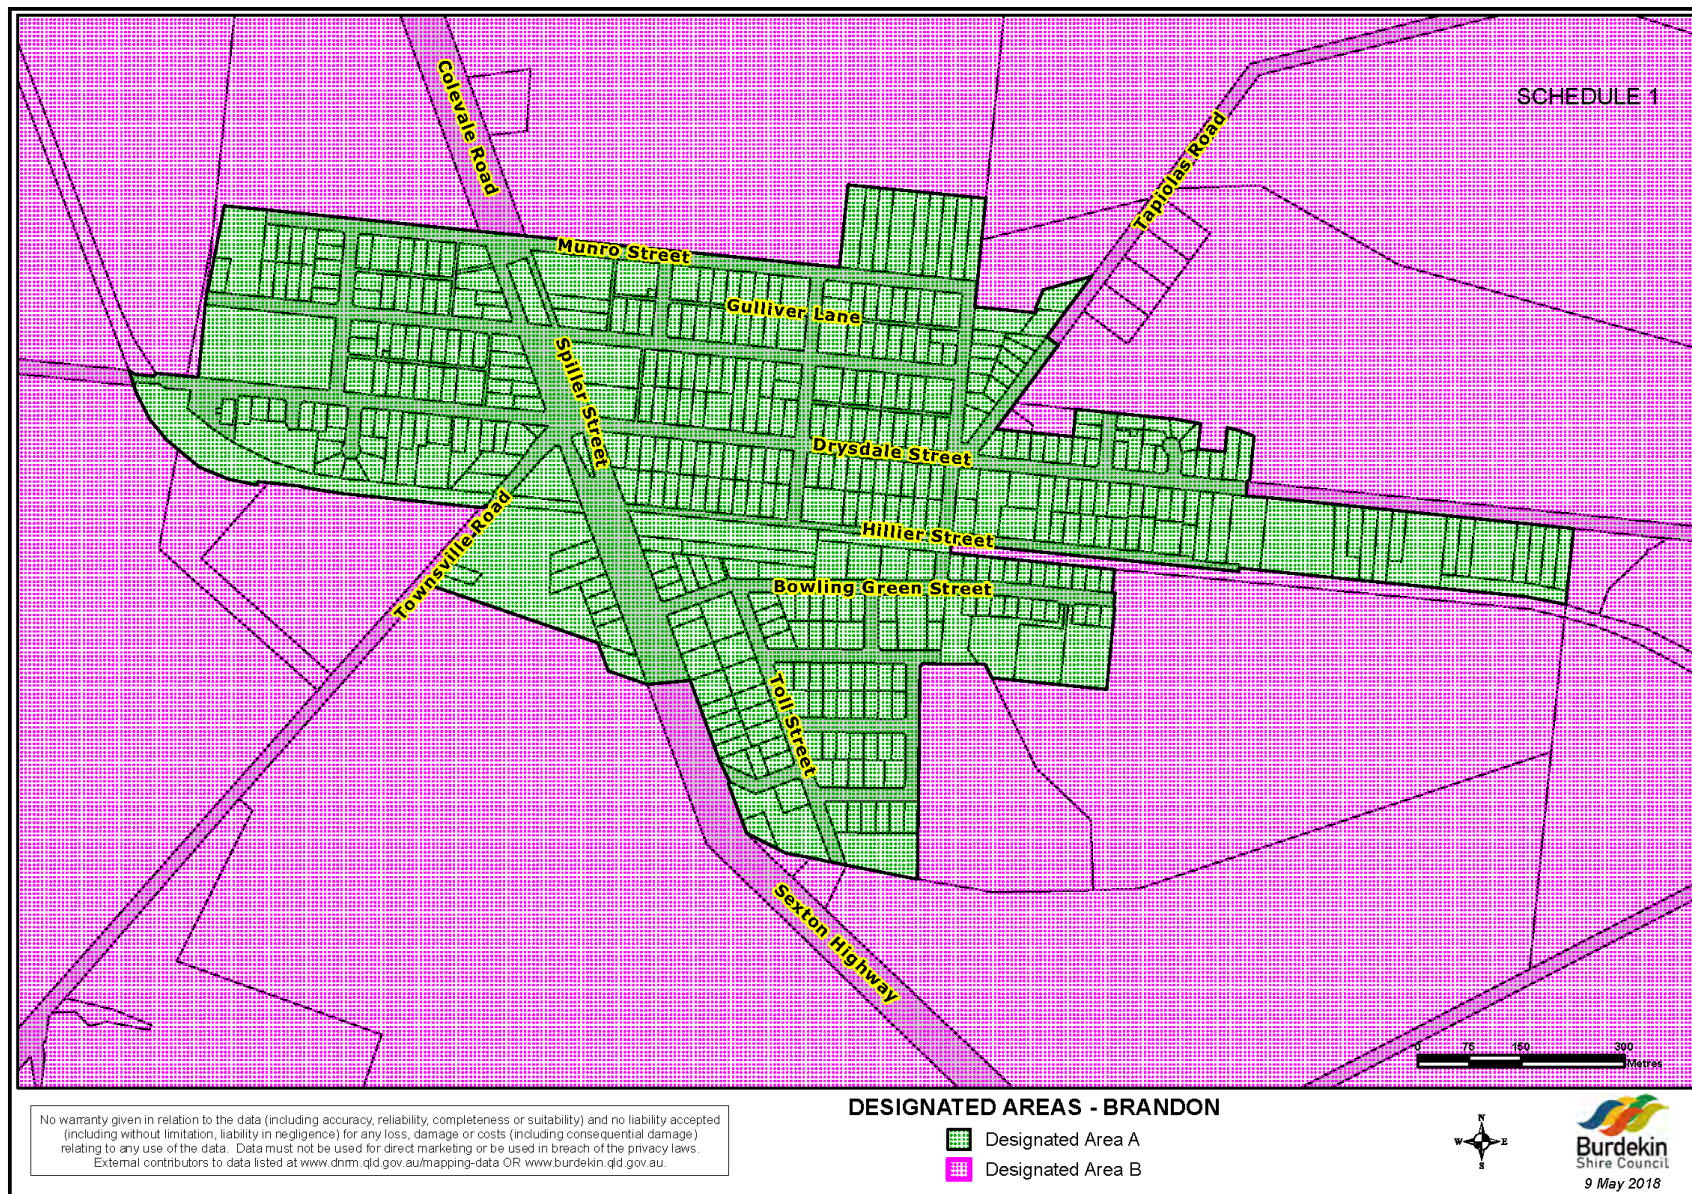 SCHEDULE 1
Colevale Road
Tapiolas Road
Munro Street
Gulliver Lane
Spiller Street
Drysdale Street
Townsville Road
Hillier Street
Bowling Green Street
Toll Street
Sexton Highway
0 75 150 300
Metres
DESIGNATED AREAS - BRANDON
Designated Area A
Designated Area B
No warranty given in relation to the data (including accuracy, reliability, completeness or suitability) and no liability accepted
(including without limitation, liability in negligence) for any loss, damage or costs (including consequential damage)
relating to any use of the data. Data must not be used for direct marketing or be used in breach of the privacy laws.
External contributors to data listed at www.dnrm.qld.gov.au/mapping-data OR www.burdekin.qld.gov.au.
N
W E
S
Burdekin
Shire Council
9 May 2018